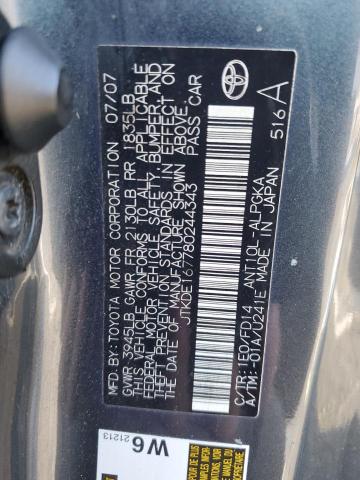 MFD. BY: TOYOTA MOTOR CORPORATION 07/07
GVWR 3945LB GAWR FR 2130LB RR 1835LB
THIS VEHICLE CONFORMS TO ALL APPLICABLE
FEDERAL MOTOR VEHICLE SAFETY, BUMPER, AND
THEFT PREVENTION STANDARDS IN EFFECT ON
THE DATE OF MANUFACTURE SHOWN ABOVE.
JTKDE167780244343 PASS CAR
C/TR: 1E0/FD14 ANT10L-ALPGKA
A/TM: -01A/U241E MADE IN JAPAN
516 A
W6
21213